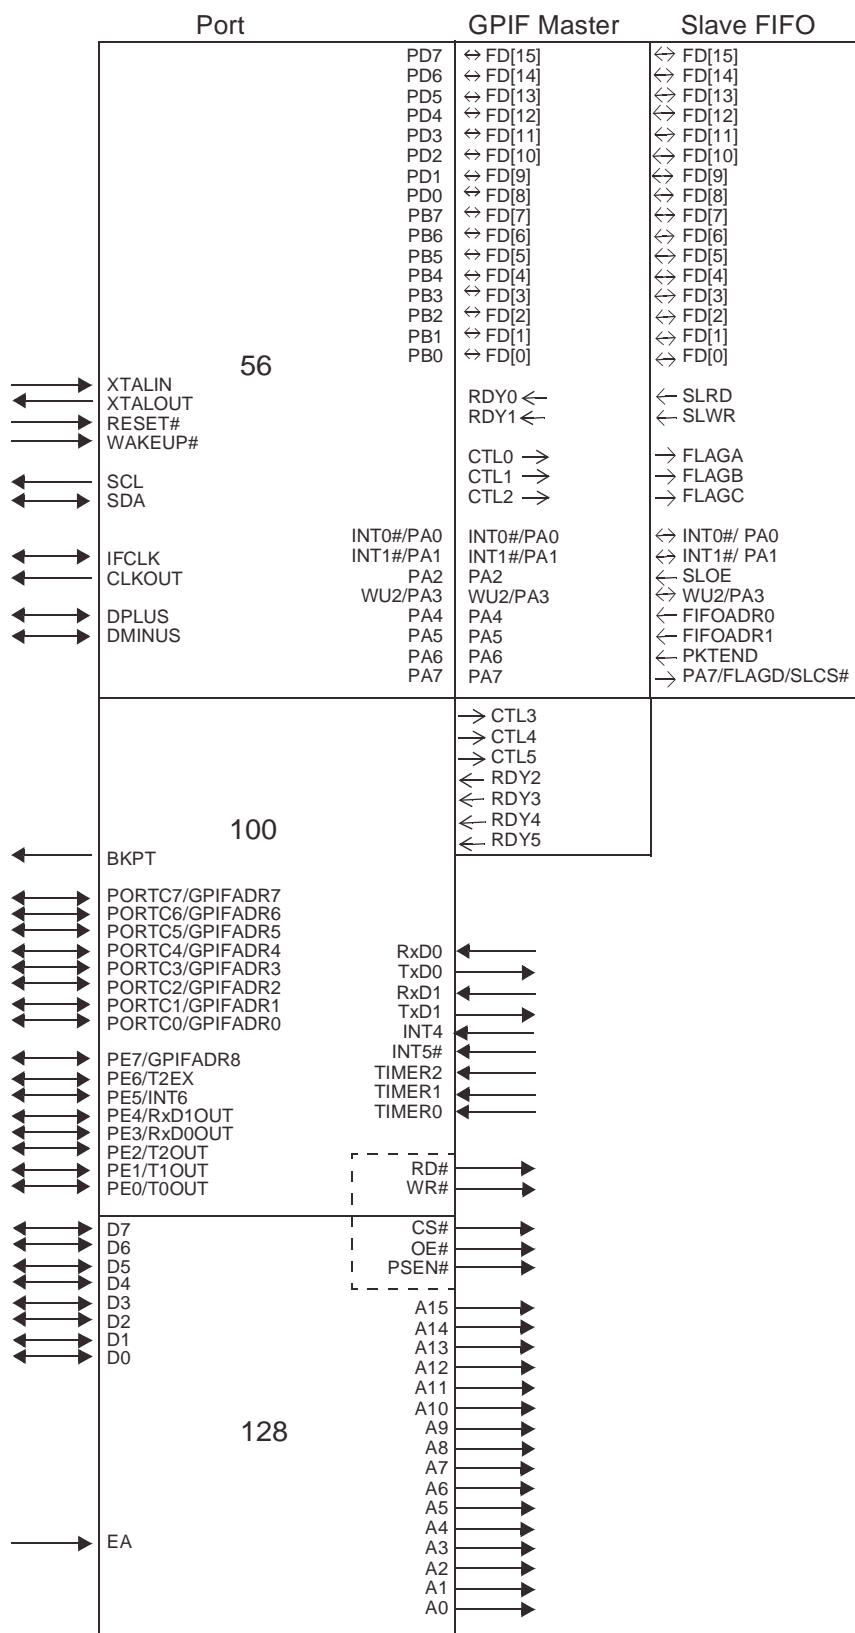 Port GPIF Master Slave FIFO
PD7 FD[15] FD[15]
PD6 FD[14] FD[14]
PD5 FD[13] FD[13]
PD4 FD[12] FD[12]
PD3 FD[11] FD[11]
PD2 FD[10] FD[10]
PD1 FD[9] FD[9]
PD0 FD[8] FD[8]
PB7 FD[7] FD[7]
PB6 FD[6] FD[6]
PB5 FD[5] FD[5]
PB4 FD[4] FD[4]
PB3 FD[3] FD[3]
PB2 FD[2] FD[2]
PB1 FD[1] FD[1]
PB0 FD[0] FD[0]
56
XTALIN
XTALOUT RDY0 SLRD
RESET# RDY1 SLWR
WAKEUP#
CTL0 FLAGA
SCL CTL1 FLAGB
SDA CTL2 FLAGC
INT0#/PA0 INT0#/PA0 INT0#/ PA0
IFCLK INT1#/PA1 INT1#/PA1 INT1#/ PA1
CLKOUT PA2 PA2 SLOE
WU2/PA3 WU2/PA3 WU2/PA3
DPLUS PA4 PA4 FIFOADR0
DMINUS PA5 PA5 FIFOADR1
PA6 PA6 PKTEND
PA7 PA7 PA7/FLAGD/SLCS#
CTL3
CTL4
CTL5
RDY2
RDY3
RDY4
100
RDY5
BKPT
PORTC7/GPIFADR7
PORTC6/GPIFADR6
PORTC5/GPIFADR5
PORTC4/GPIFADR4 RxD0
PORTC3/GPIFADR3 TxD0
PORTC2/GPIFADR2 RxD1
PORTC1/GPIFADR1 TxD1
PORTC0/GPIFADR0 INT4
INT5#
PE7/GPIFADR8 TIMER2
PE6/T2EX
PE5/INT6 TIMER1
PE4/RxD1OUT TIMER0
PE3/RxD0OUT
PE2/T2OUT
PE1/T1OUT RD#
PE0/T0OUT WR#
D7 CS#
D6 OE#
D5 PSEN#
D4
D3 A15
D2 A14
D1 A13
D0 A12
A11
A10
128 A9
A8
A7
A6
A5
A4
EA A3
A2
A1
A0